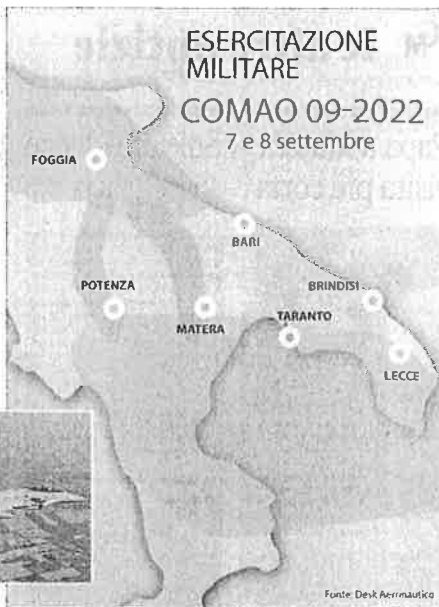 ESERCITAZIONE
MILITARE
COMAO 09-2022
7 e 8 settembre
FOGGIA
BARI
POTENZA
MATERA
BRINDISI
TARANTO
LECCE
Fonte: Desk Aeronautico